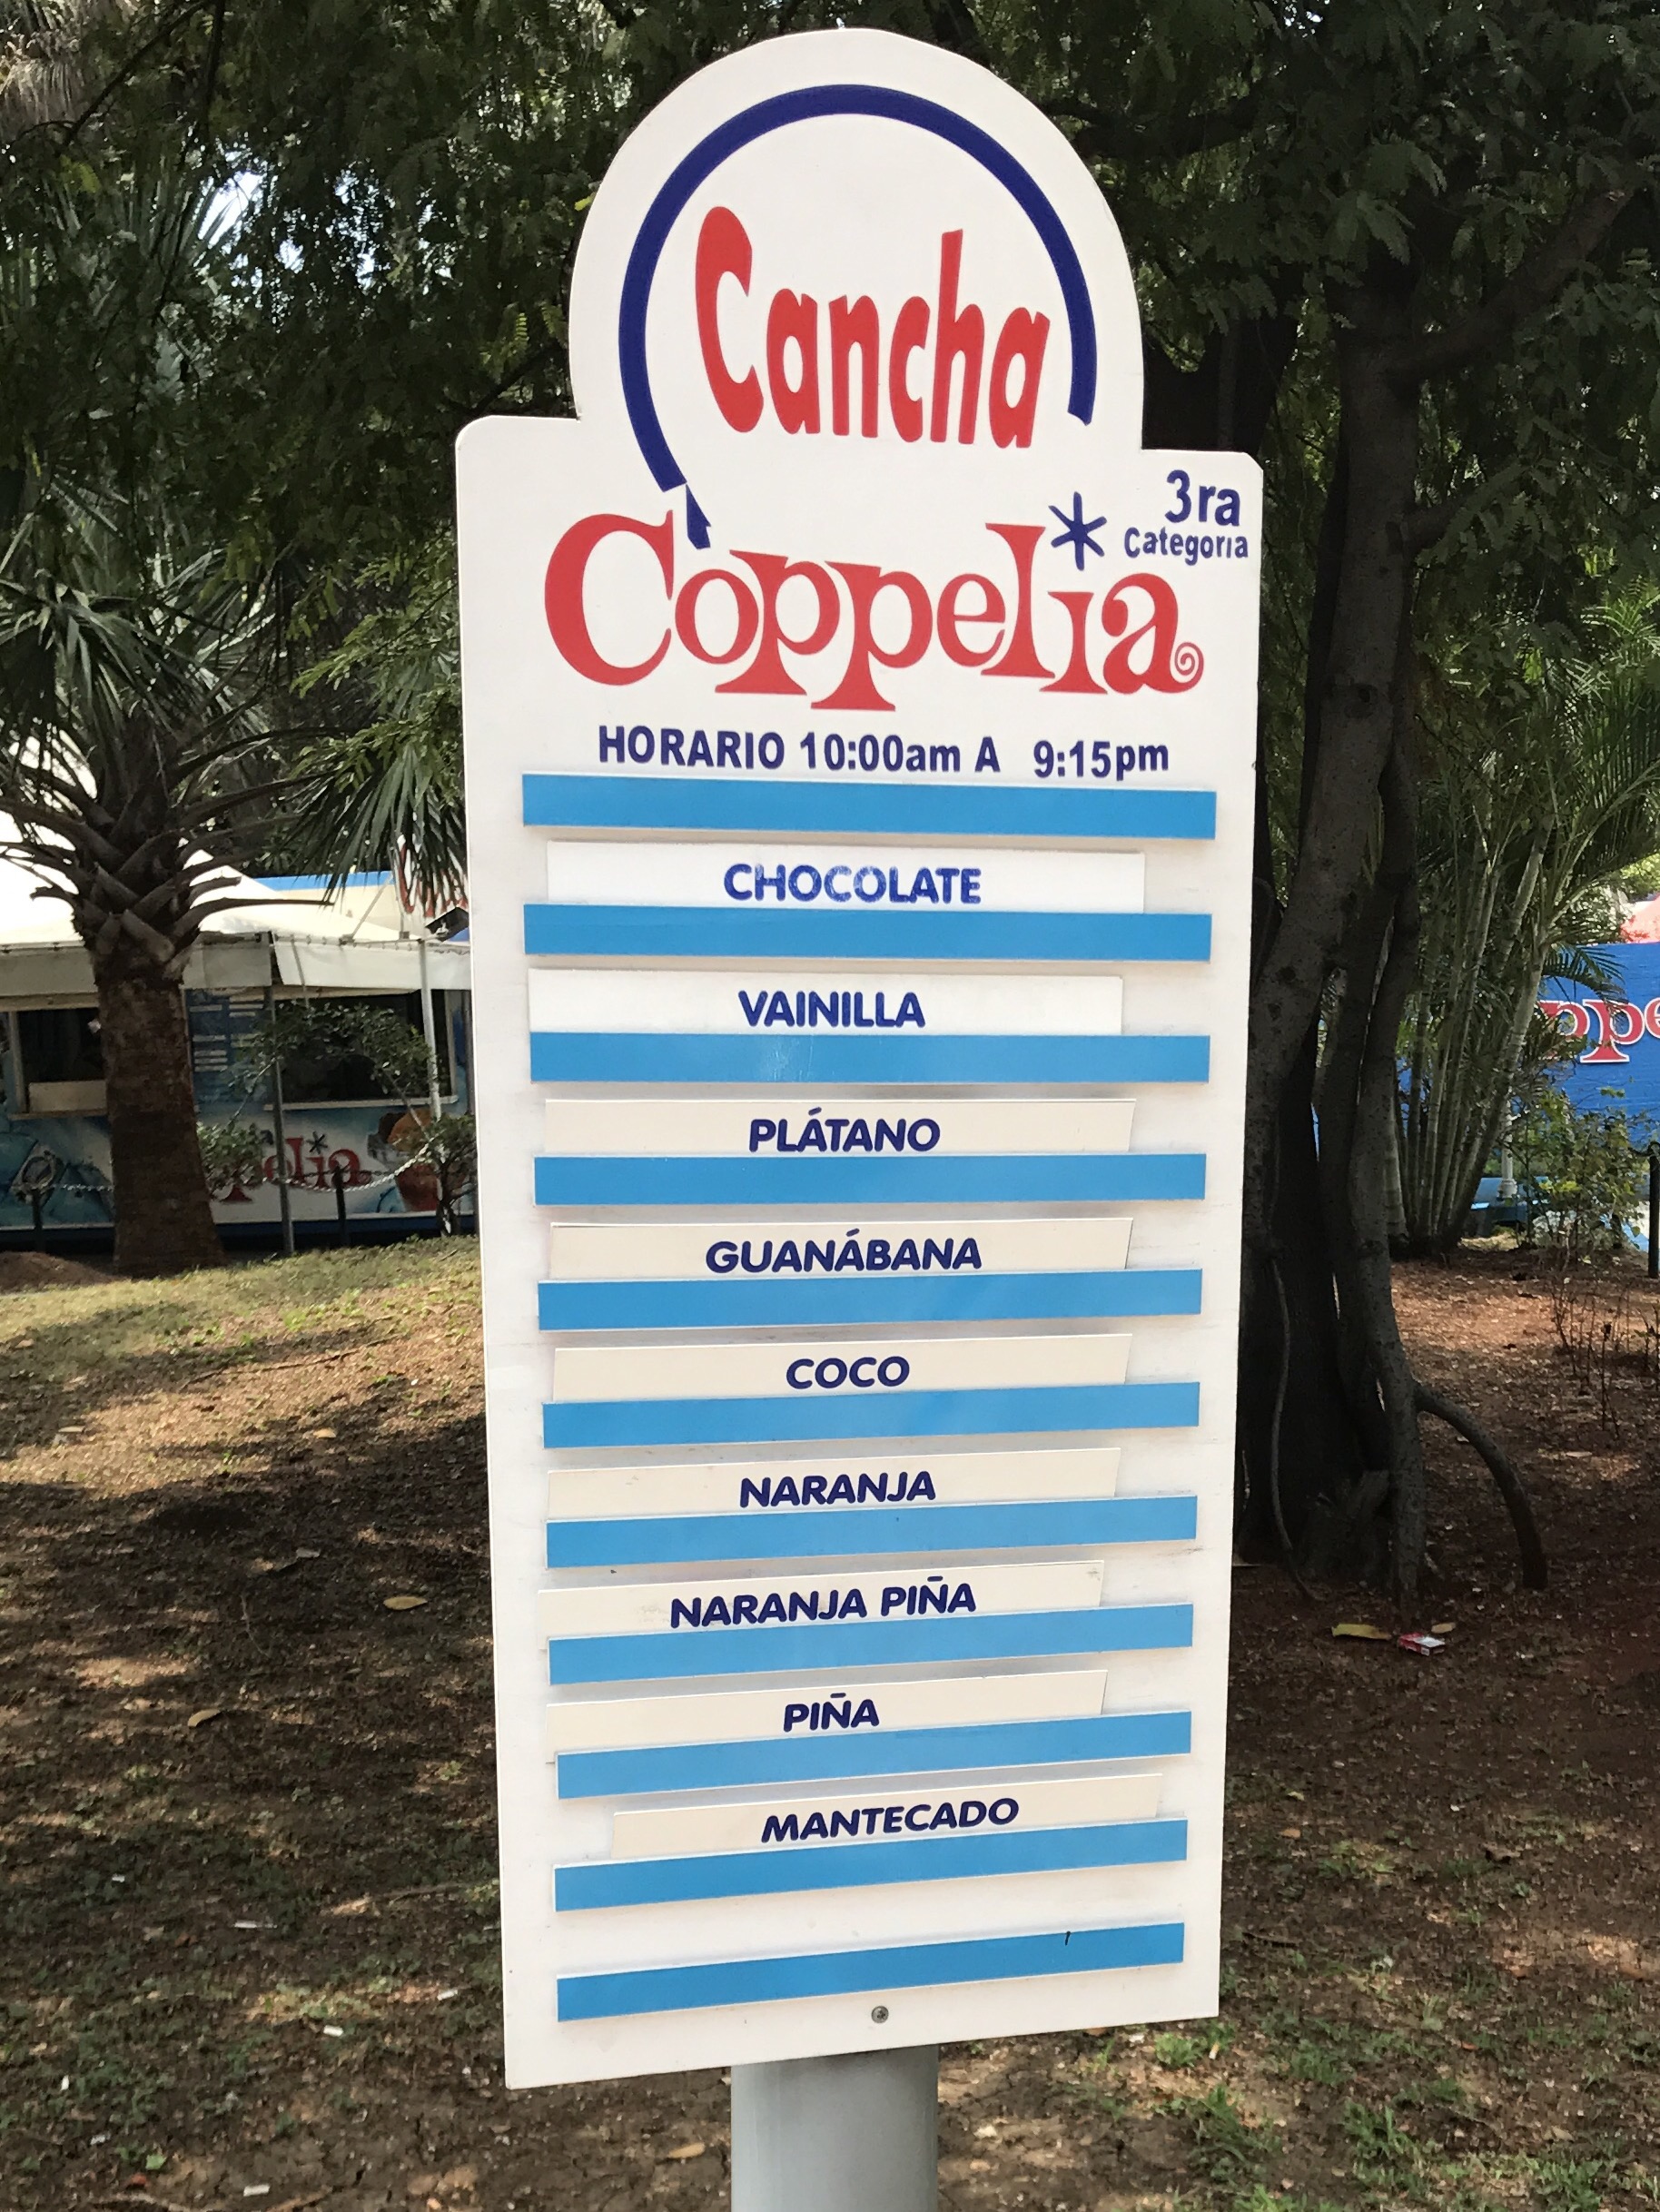 Cancha
3ra
Categoria
Coppelia
HORARIO 10:00am A 9:15pm
CHOCOLATE
VAINILLA
PLÁTANO
GUANÁBANA
COCO
NARANJA
NARANJA PIÑA
PIÑA
MANTECADO